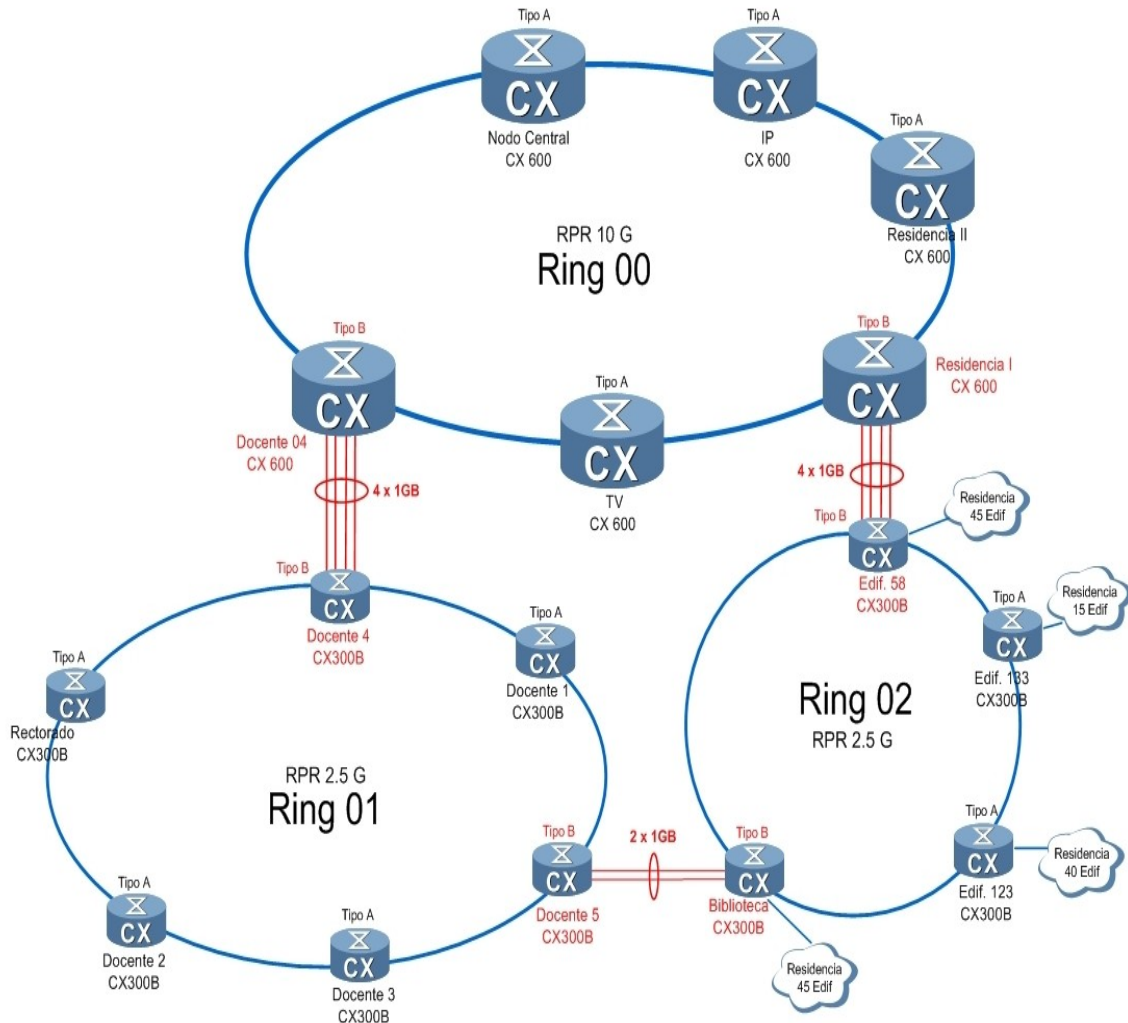 Tipo A
CX
Nodo Central
CX 600
Tipo A
CX
IP
CX 600
Tipo A
CX
Residencia II
CX 600
RPR 10 G
Ring 00
Tipo B
CX
Docente 04
CX 600
Tipo A
CX
TV
CX 600
Tipo B
CX
Residencia I
CX 600
4 x 1GB
4 x 1GB
Tipo B
CX
Docente 4
CX300B
Tipo A
CX
Docente 1
CX300B
Tipo A
CX
Rectorado
CX300B
RPR 2.5 G
Ring 01
Tipo B
CX
Docente 5
CX300B
Tipo A
CX
Docente 2
CX300B
Tipo A
CX
Docente 3
CX300B
2 x 1GB
Tipo B
CX
Edif. 58
CX300B
Residencia
45 Edif
Tipo A
CX
Edif. 133
CX300B
Residencia
15 Edif
Ring 02
RPR 2.5 G
Tipo A
CX
Edif. 123
CX300B
Residencia
40 Edif
Tipo B
CX
Biblioteca
CX300B
Residencia
45 Edif